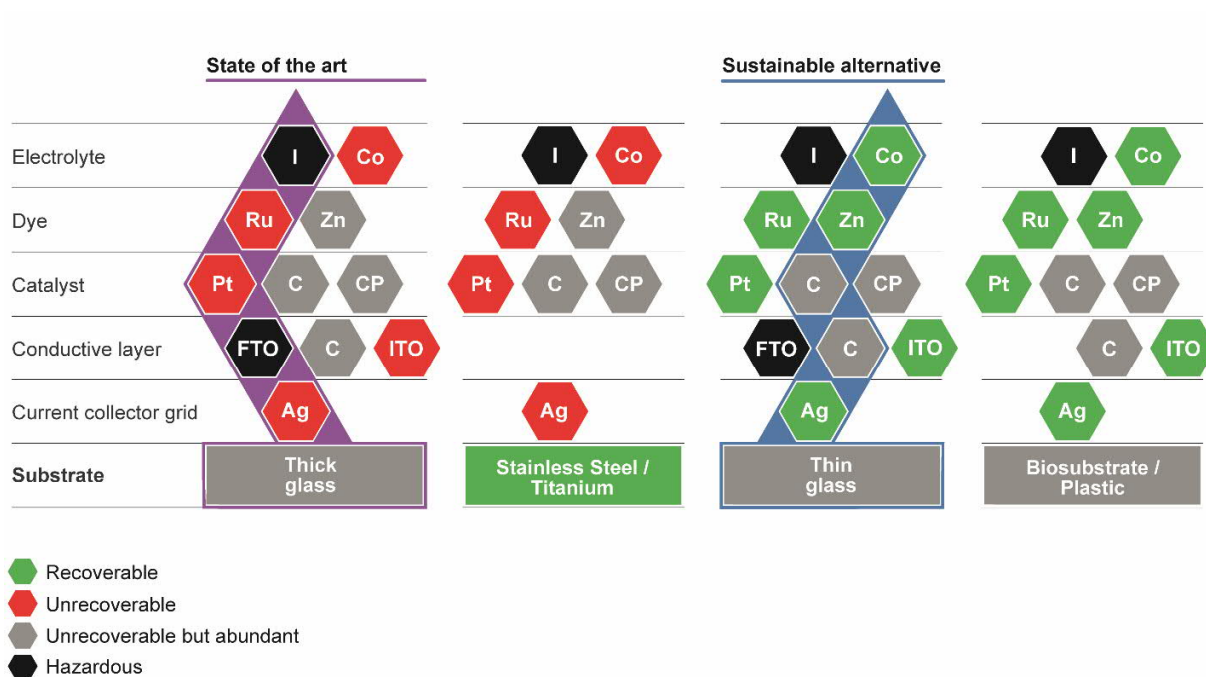 State of the art
Sustainable alternative
Electrolyte
I Co
I Co
I Co
I Co
Dye
Ru Zn
Ru Zn
Ru Zn
Ru Zn
Catalyst
Pt C CP
Pt C CP
Pt C CP
Pt C CP
Conductive layer
FTO C ITO
FTO C ITO
C ITO
Current collector grid
Ag
Ag
Ag
Ag
Substrate
Thick
glass
Stainless Steel /
Titanium
Thin
glass
Biosubstrate /
Plastic
Recoverable
Unrecoverable
Unrecoverable but abundant
Hazardous